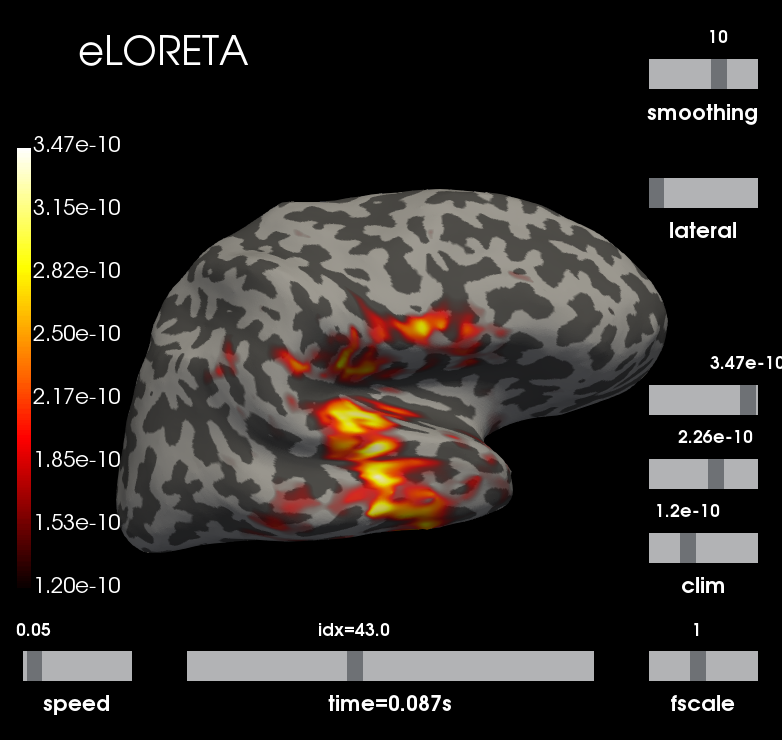 eLORETA
10
smoothing
3.47e-10
3.15e-10
2.82e-10
2.50e-10
2.17e-10
1.85e-10
1.53e-10
1.20e-10
lateral
3.47e-10
2.26e-10
1.2e-10
clim
0.05
speed
idx=43.0
time=0.087s
1
fscale